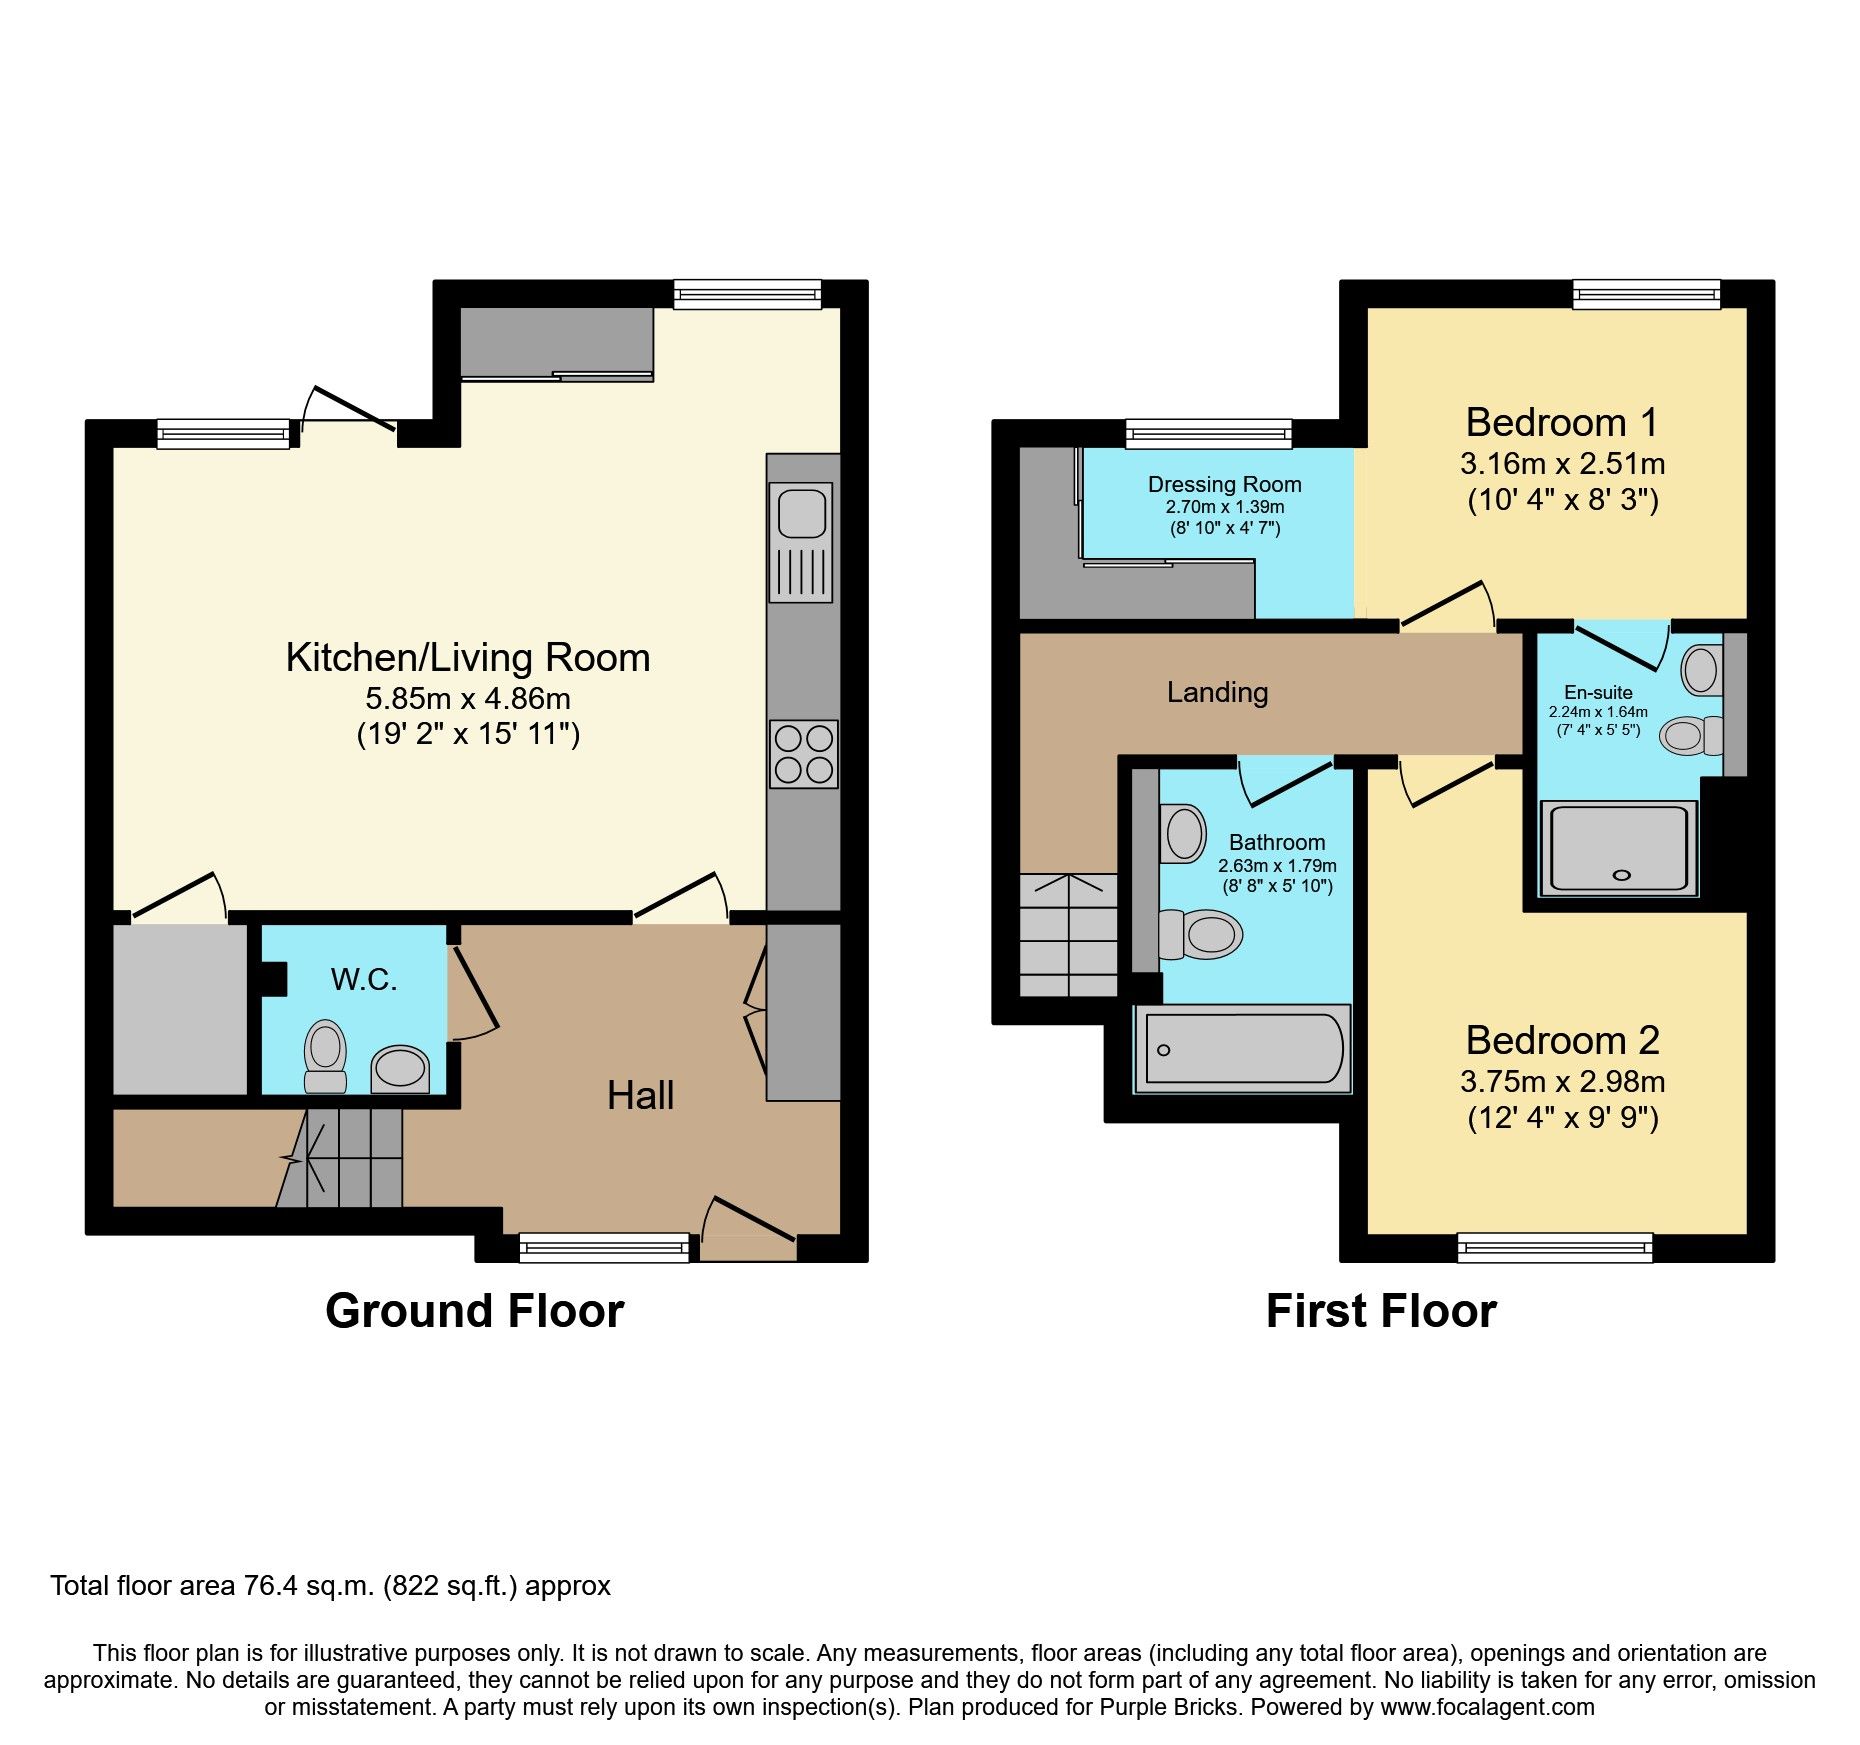 Kitchen/Living Room
5.85m x 4.86m
(19' 2" x 15' 11")
W.C.
Hall
Ground Floor
Bedroom 1
3.16m x 2.51m
(10' 4" x 8' 3")
Dressing Room
2.70m x 1.39m
(8' 10" x 4' 7")
Landing
En-suite
2.24m x 1.64m
(7' 4" x 5' 5")
Bathroom
2.63m x 1.79m
(8' 8" x 5' 10")
Bedroom 2
3.75m x 2.98m
(12' 4" x 9' 9")
First Floor
Total floor area 76.4 sq.m. (822 sq.ft.) approx
This floor plan is for illustrative purposes only. It is not drawn to scale. Any measurements, floor areas (including any total floor area), openings and orientation are
approximate. No details are guaranteed, they cannot be relied upon for any purpose and they do not form part of any agreement. No liability is taken for any error, omission
or misstatement. A party must rely upon its own inspection(s). Plan produced for Purple Bricks. Powered by www.focalagent.com